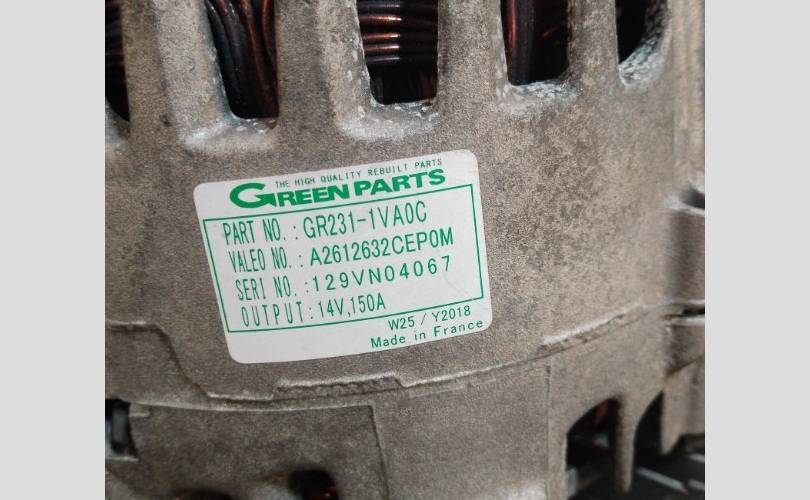 THE HIGH QUALITY REBUILT PARTS
GREEN PARTS
PART NO. : GR231-1VA0C
VALEO NO. : A2612632CEP0M
SERI NO. : 129VN04067
OUTPUT : 14V,150A
W25 / Y2018
Made in France